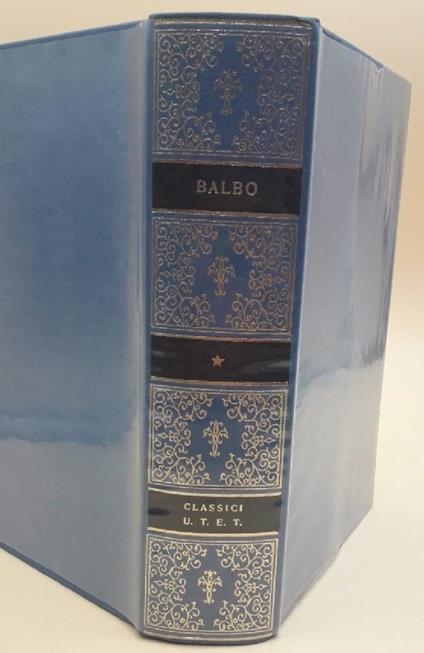 BALBO
CLASSICI
U. T. E. T.